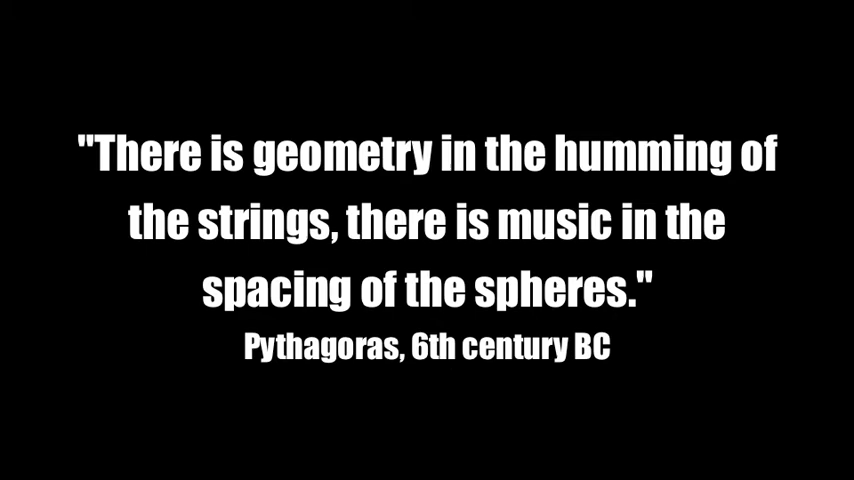 "There is geometry in the humming of
the strings, there is music in the
spacing of the spheres."
Pythagoras, 6th century BC